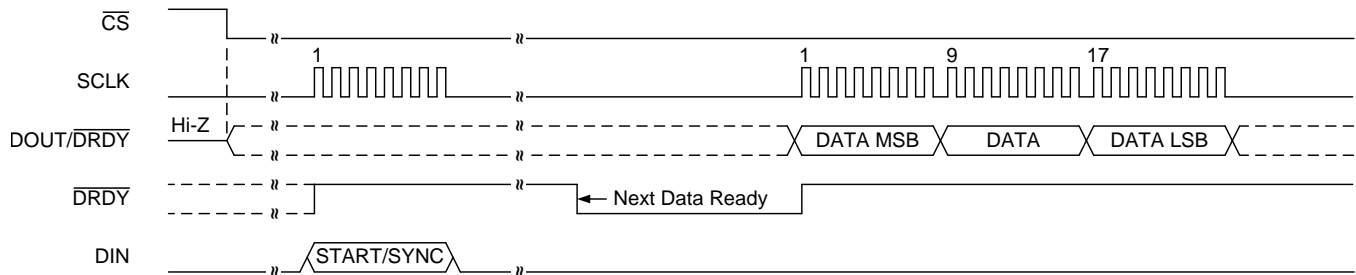 CS
1
1 9 17
SCLK
Hi-Z
DOUT/DRDY
DATA MSB DATA DATA LSB
DRDY
Next Data Ready
DIN
START/SYNC